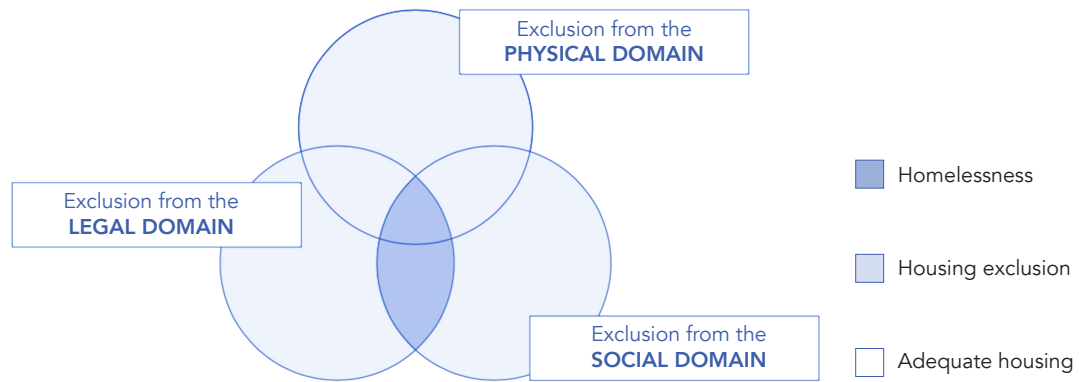 Exclusion from the
PHYSICAL DOMAIN
Exclusion from the
LEGAL DOMAIN
Exclusion from the
SOCIAL DOMAIN
Homelessness
Housing exclusion
Adequate housing